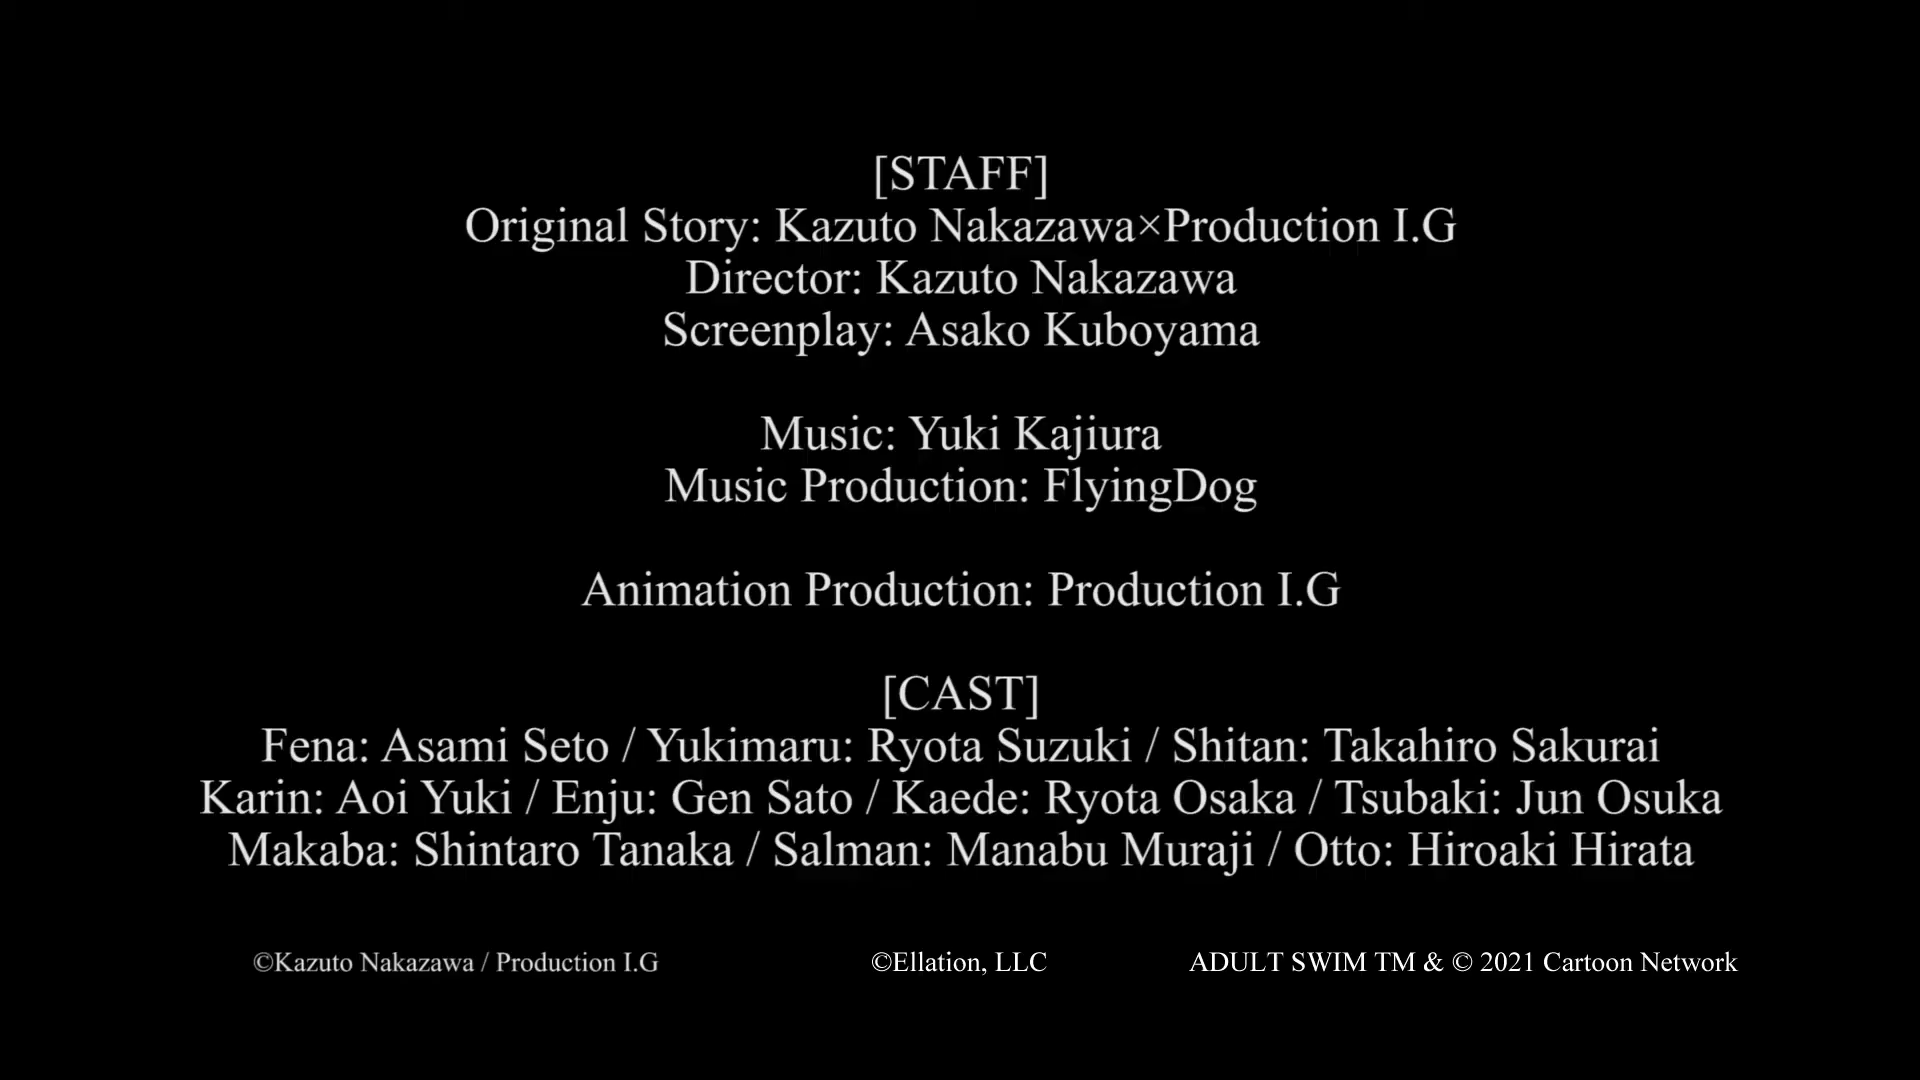 [STAFF]
Original Story: Kazuto Nakazawa×Production I.G
Director: Kazuto Nakazawa
Screenplay: Asako Kuboyama
Music: Yuki Kajiura
Music Production: FlyingDog
Animation Production: Production I.G
[CAST]
Fena: Asami Seto / Yukimaru: Ryota Suzuki / Shitan: Takahiro Sakurai
Karin: Aoi Yuki / Enju: Gen Sato / Kaede: Ryota Osaka / Tsubaki: Jun Osuka
Makaba: Shintaro Tanaka / Salman: Manabu Muraji / Otto: Hiroaki Hirata
©Kazuto Nakazawa / Production I.G
©Ellation, LLC
ADULT SWIM TM & © 2021 Cartoon Network